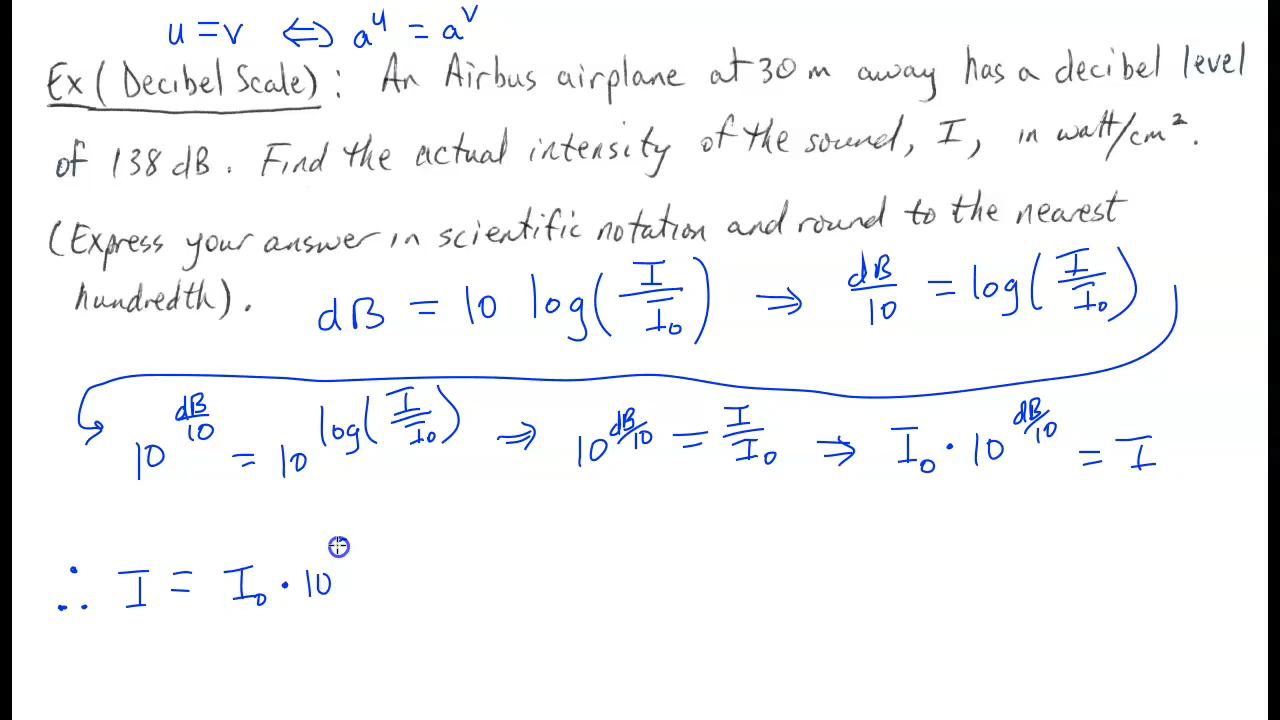 u = v ⇔ a^u = a^v
Ex (Decibel Scale): An Airbus airplane at 30 m away has a decibel level
of 138 dB. Find the actual intensity of the sound, I, in watt/cm².
(Express your answer in scientific notation and round to the nearest
hundredth).
dB = 10 log(I/I₀) ⇒ dB/10 = log(I/I₀)
10^(dB/10) = 10^(log(I/I₀)) ⇒ 10^(dB/10) = I/I₀ ⇒ I₀ · 10^(dB/10) = I
∴ I = I₀ · 10